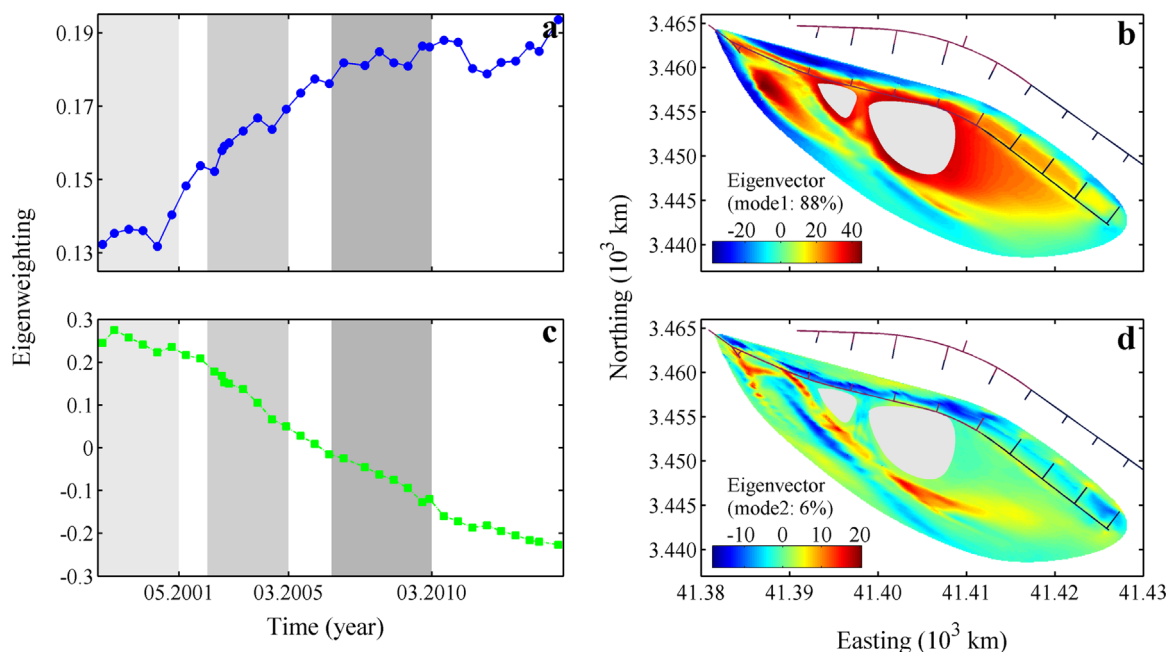 a
0.19
0.17
0.15
0.13
Eigenweighting
c
0.3
0.2
0.1
0
-0.1
-0.2
-0.3
05.2001 03.2005 03.2010
Time (year)
b
3.465
3.460
3.455
3.450
3.445
3.440
Eigenvector
(mode1: 88%)
-20 0 20 40
Northing (10³ km)
d
3.465
3.460
3.455
3.450
3.445
3.440
Eigenvector
(mode2: 6%)
-10 0 10 20
41.38 41.39 41.40 41.41 41.42 41.43
Easting (10³ km)